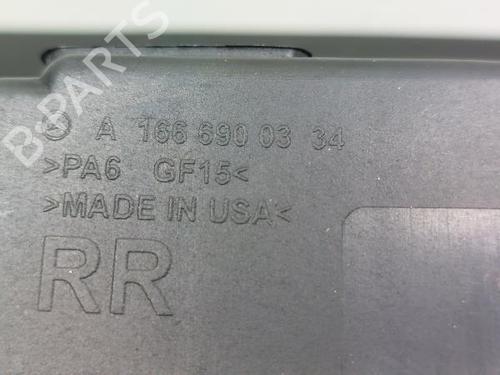 B-PARTS
A 166 690 03 34
>PA6 GF15<
>MADE IN USA<
RR